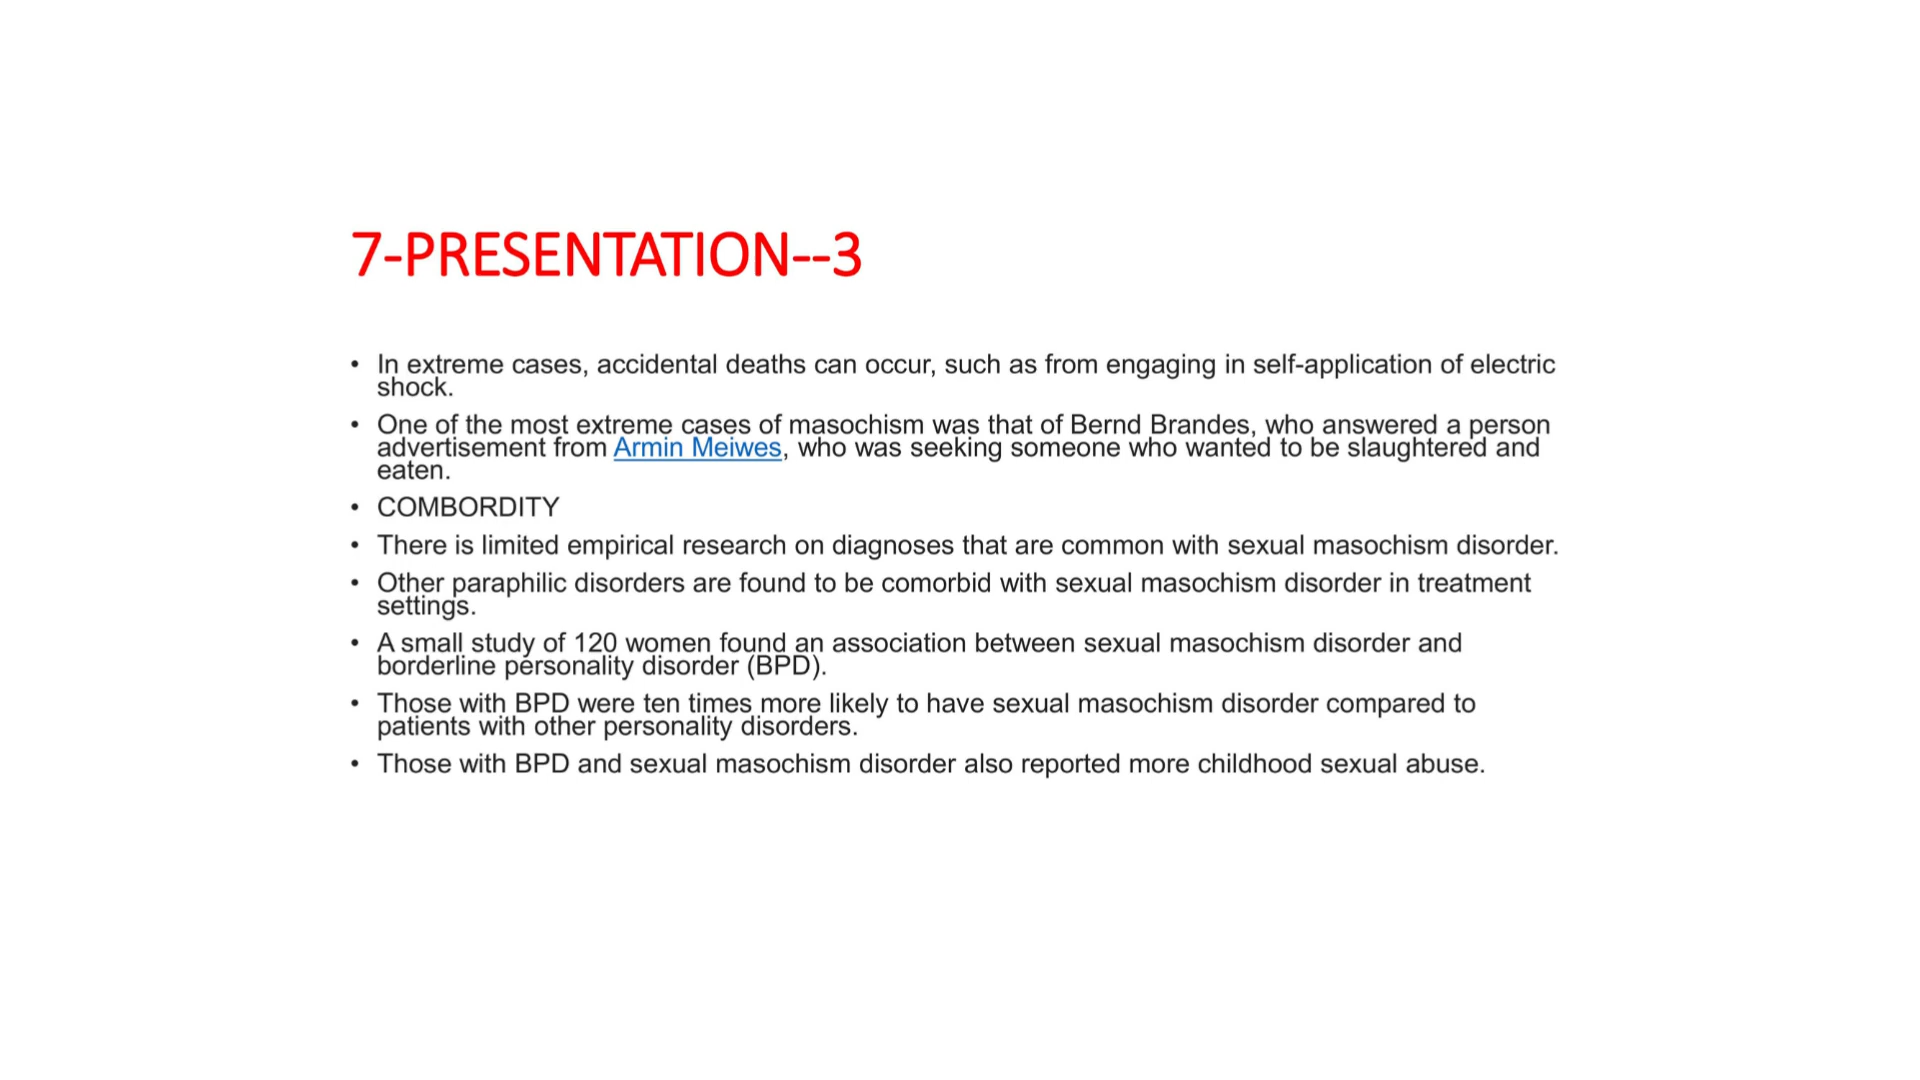 7-PRESENTATION--3
• In extreme cases, accidental deaths can occur, such as from engaging in self-application of electric
shock.
• One of the most extreme cases of masochism was that of Bernd Brandes, who answered a person
advertisement from Armin Meiwes, who was seeking someone who wanted to be slaughtered and
eaten.
• COMBORDITY
• There is limited empirical research on diagnoses that are common with sexual masochism disorder.
• Other paraphilic disorders are found to be comorbid with sexual masochism disorder in treatment
settings.
• A small study of 120 women found an association between sexual masochism disorder and
borderline personality disorder (BPD).
• Those with BPD were ten times more likely to have sexual masochism disorder compared to
patients with other personality disorders.
• Those with BPD and sexual masochism disorder also reported more childhood sexual abuse.